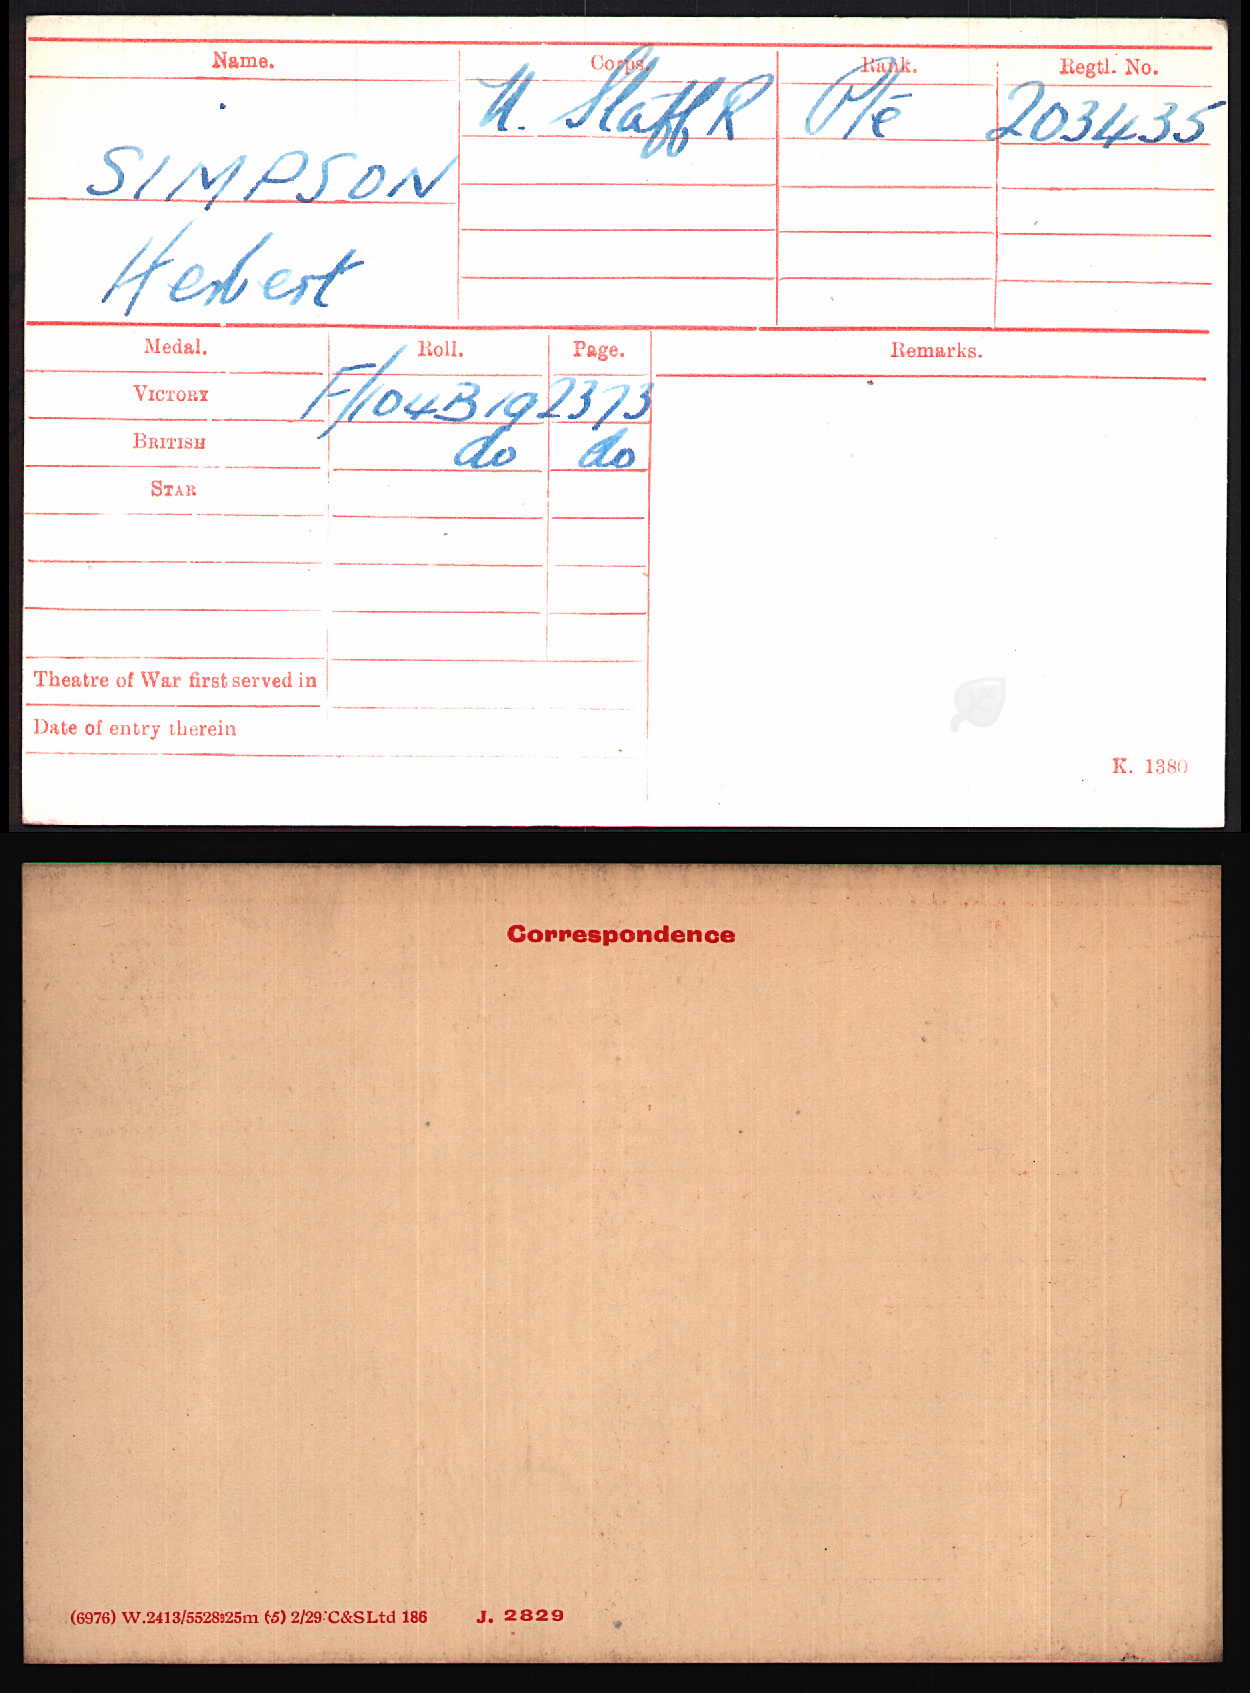 Name. Corps. Rank. Regtl. No.
N. Staff R Pte 203435
SIMPSON
Herbert
Medal. Roll. Page. Remarks.
VICTORY F/104B19 2373
BRITISH do do
STAR
Theatre of War first served in
Date of entry therein
K. 1380
Correspondence
(6976) W.2413/5528 25m (5) 2/29 C&S Ltd 186 J. 2829